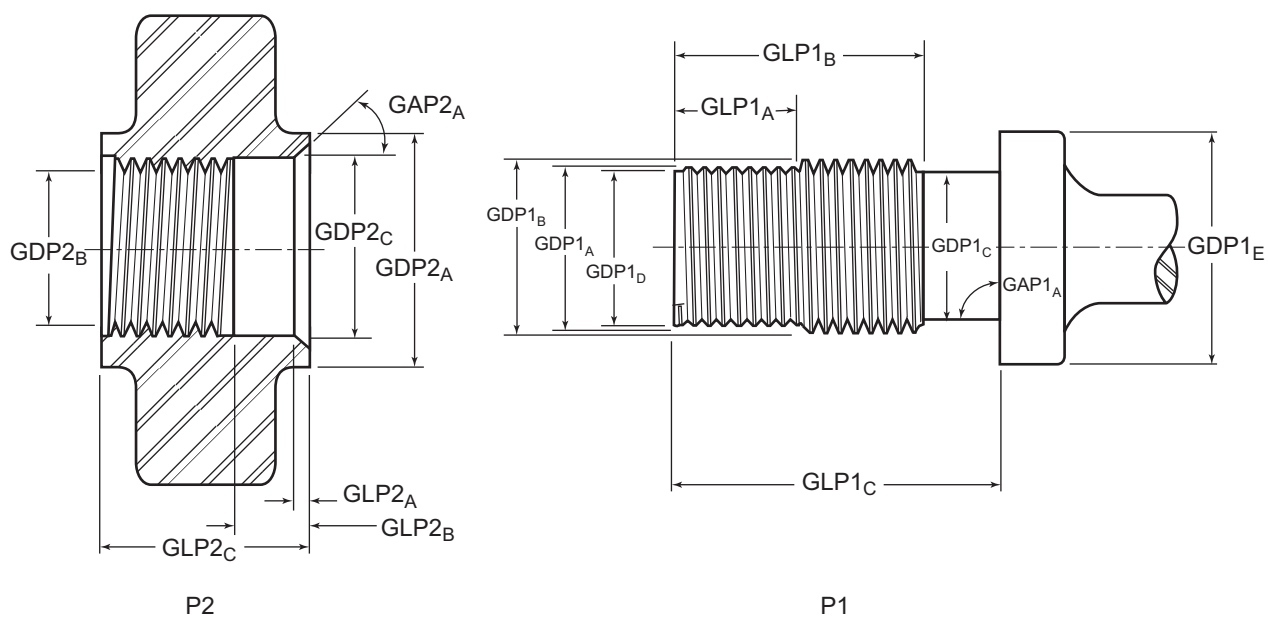 GLP1B
GLP1A
GAP2A
GDP1B
GDP1A
GDP1D
GDP2B
GDP2C
GDP2A
GDP1C
GDP1E
GAP1A
GLP2A
GLP2B
GLP2C
GLP1C
P2
P1